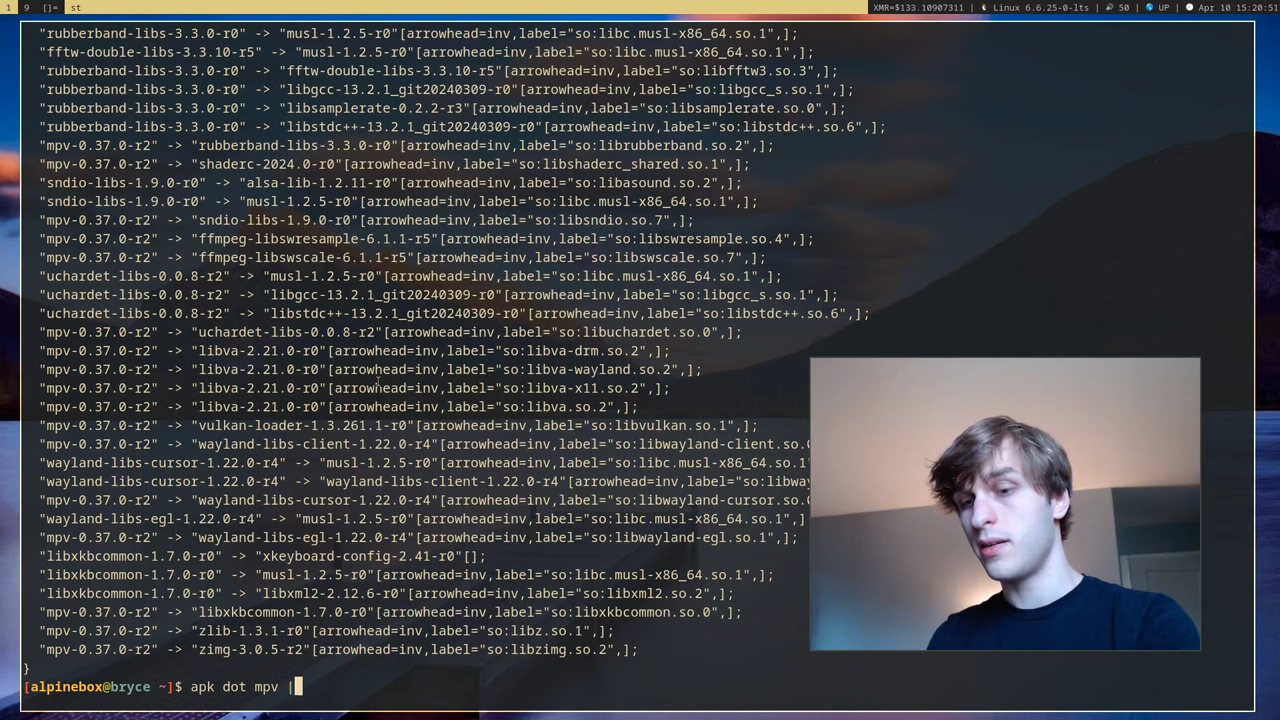 1 9 []= st XMR=$133.10907311 | Linux 6.6.25-0-lts | 50 | UP | Apr 10 15:20:51
"rubberband-libs-3.3.0-r0" -> "musl-1.2.5-r0"[arrowhead=inv,label="so:libc.musl-x86_64.so.1",];
"fftw-double-libs-3.3.10-r5" -> "musl-1.2.5-r0"[arrowhead=inv,label="so:libc.musl-x86_64.so.1",];
"rubberband-libs-3.3.0-r0" -> "fftw-double-libs-3.3.10-r5"[arrowhead=inv,label="so:libfftw3.so.3",];
"rubberband-libs-3.3.0-r0" -> "libgcc-13.2.1_git20240309-r0"[arrowhead=inv,label="so:libgcc_s.so.1",];
"rubberband-libs-3.3.0-r0" -> "libsamplerate-0.2.2-r3"[arrowhead=inv,label="so:libsamplerate.so.0",];
"rubberband-libs-3.3.0-r0" -> "libstdc++-13.2.1_git20240309-r0"[arrowhead=inv,label="so:libstdc++.so.6",];
"mpv-0.37.0-r2" -> "rubberband-libs-3.3.0-r0"[arrowhead=inv,label="so:librubberband.so.2",];
"mpv-0.37.0-r2" -> "shaderc-2024.0-r0"[arrowhead=inv,label="so:libshaderc_shared.so.1",];
"sndio-libs-1.9.0-r0" -> "alsa-lib-1.2.11-r0"[arrowhead=inv,label="so:libasound.so.2",];
"sndio-libs-1.9.0-r0" -> "musl-1.2.5-r0"[arrowhead=inv,label="so:libc.musl-x86_64.so.1",];
"mpv-0.37.0-r2" -> "sndio-libs-1.9.0-r0"[arrowhead=inv,label="so:libsndio.so.7",];
"mpv-0.37.0-r2" -> "ffmpeg-libswresample-6.1.1-r5"[arrowhead=inv,label="so:libswresample.so.4",];
"mpv-0.37.0-r2" -> "ffmpeg-libswscale-6.1.1-r5"[arrowhead=inv,label="so:libswscale.so.7",];
"uchardet-libs-0.0.8-r2" -> "musl-1.2.5-r0"[arrowhead=inv,label="so:libc.musl-x86_64.so.1",];
"uchardet-libs-0.0.8-r2" -> "libgcc-13.2.1_git20240309-r0"[arrowhead=inv,label="so:libgcc_s.so.1",];
"uchardet-libs-0.0.8-r2" -> "libstdc++-13.2.1_git20240309-r0"[arrowhead=inv,label="so:libstdc++.so.6",];
"mpv-0.37.0-r2" -> "uchardet-libs-0.0.8-r2"[arrowhead=inv,label="so:libuchardet.so.0",];
"mpv-0.37.0-r2" -> "libva-2.21.0-r0"[arrowhead=inv,label="so:libva-drm.so.2",];
"mpv-0.37.0-r2" -> "libva-2.21.0-r0"[arrowhead=inv,label="so:libva-wayland.so.2",];
"mpv-0.37.0-r2" -> "libva-2.21.0-r0"[arrowhead=inv,label="so:libva-x11.so.2",];
"mpv-0.37.0-r2" -> "libva-2.21.0-r0"[arrowhead=inv,label="so:libva.so.2",];
"mpv-0.37.0-r2" -> "vulkan-loader-1.3.261.1-r0"[arrowhead=inv,label="so:libvulkan.so.1",];
"mpv-0.37.0-r2" -> "wayland-libs-client-1.22.0-r4"[arrowhead=inv,label="so:libwayland-client.so.0
"wayland-libs-cursor-1.22.0-r4" -> "musl-1.2.5-r0"[arrowhead=inv,label="so:libc.musl-x86_64.so.1"
"wayland-libs-cursor-1.22.0-r4" -> "wayland-libs-client-1.22.0-r4"[arrowhead=inv,label="so:libway
"mpv-0.37.0-r2" -> "wayland-libs-cursor-1.22.0-r4"[arrowhead=inv,label="so:libwayland-cursor.so.0
"wayland-libs-egl-1.22.0-r4" -> "musl-1.2.5-r0"[arrowhead=inv,label="so:libc.musl-x86_64.so.1",]
"mpv-0.37.0-r2" -> "wayland-libs-egl-1.22.0-r4"[arrowhead=inv,label="so:libwayland-egl.so.1",];
"libxkbcommon-1.7.0-r0" -> "xkeyboard-config-2.41-r0"[];
"libxkbcommon-1.7.0-r0" -> "musl-1.2.5-r0"[arrowhead=inv,label="so:libc.musl-x86_64.so.1",];
"libxkbcommon-1.7.0-r0" -> "libxml2-2.12.6-r0"[arrowhead=inv,label="so:libxml2.so.2",];
"mpv-0.37.0-r2" -> "libxkbcommon-1.7.0-r0"[arrowhead=inv,label="so:libxkbcommon.so.0",];
"mpv-0.37.0-r2" -> "zlib-1.3.1-r0"[arrowhead=inv,label="so:libz.so.1",];
"mpv-0.37.0-r2" -> "zimg-3.0.5-r2"[arrowhead=inv,label="so:libzimg.so.2",];
}
[alpinebox@bryce ~]$ apk dot mpv |